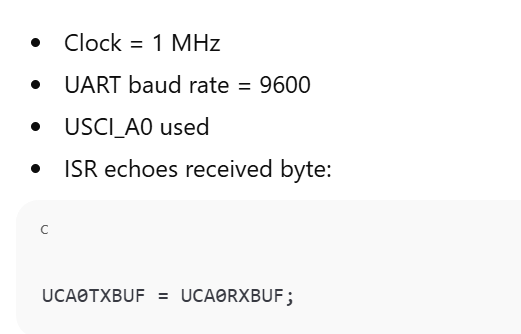 Clock = 1 MHz
UART baud rate = 9600
USCI_A0 used
ISR echoes received byte:
C
UCA0TXBUF = UCA0RXBUF;